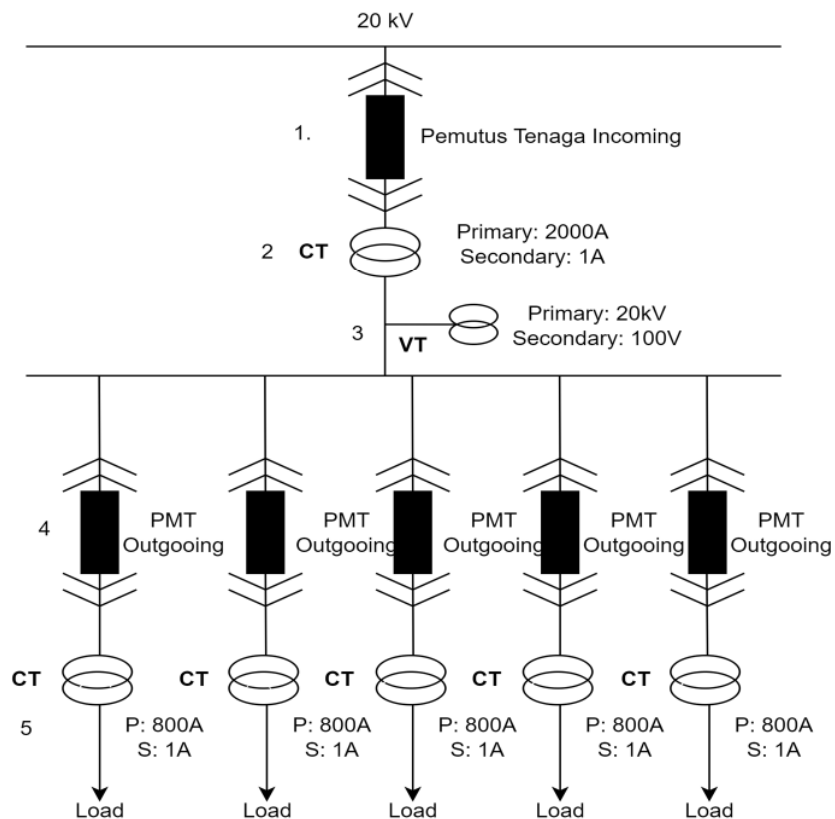 20 kV
1.
Pemutus Tenaga Incoming
2
CT
Primary: 2000A
Secondary: 1A
3
VT
Primary: 20kV
Secondary: 100V
4
PMT
Outgooing
PMT
Outgooing
PMT
Outgooing
PMT
Outgooing
PMT
Outgooing
CT
CT
CT
CT
CT
5
P: 800A
S: 1A
P: 800A
S: 1A
P: 800A
S: 1A
P: 800A
S: 1A
P: 800A
S: 1A
Load
Load
Load
Load
Load